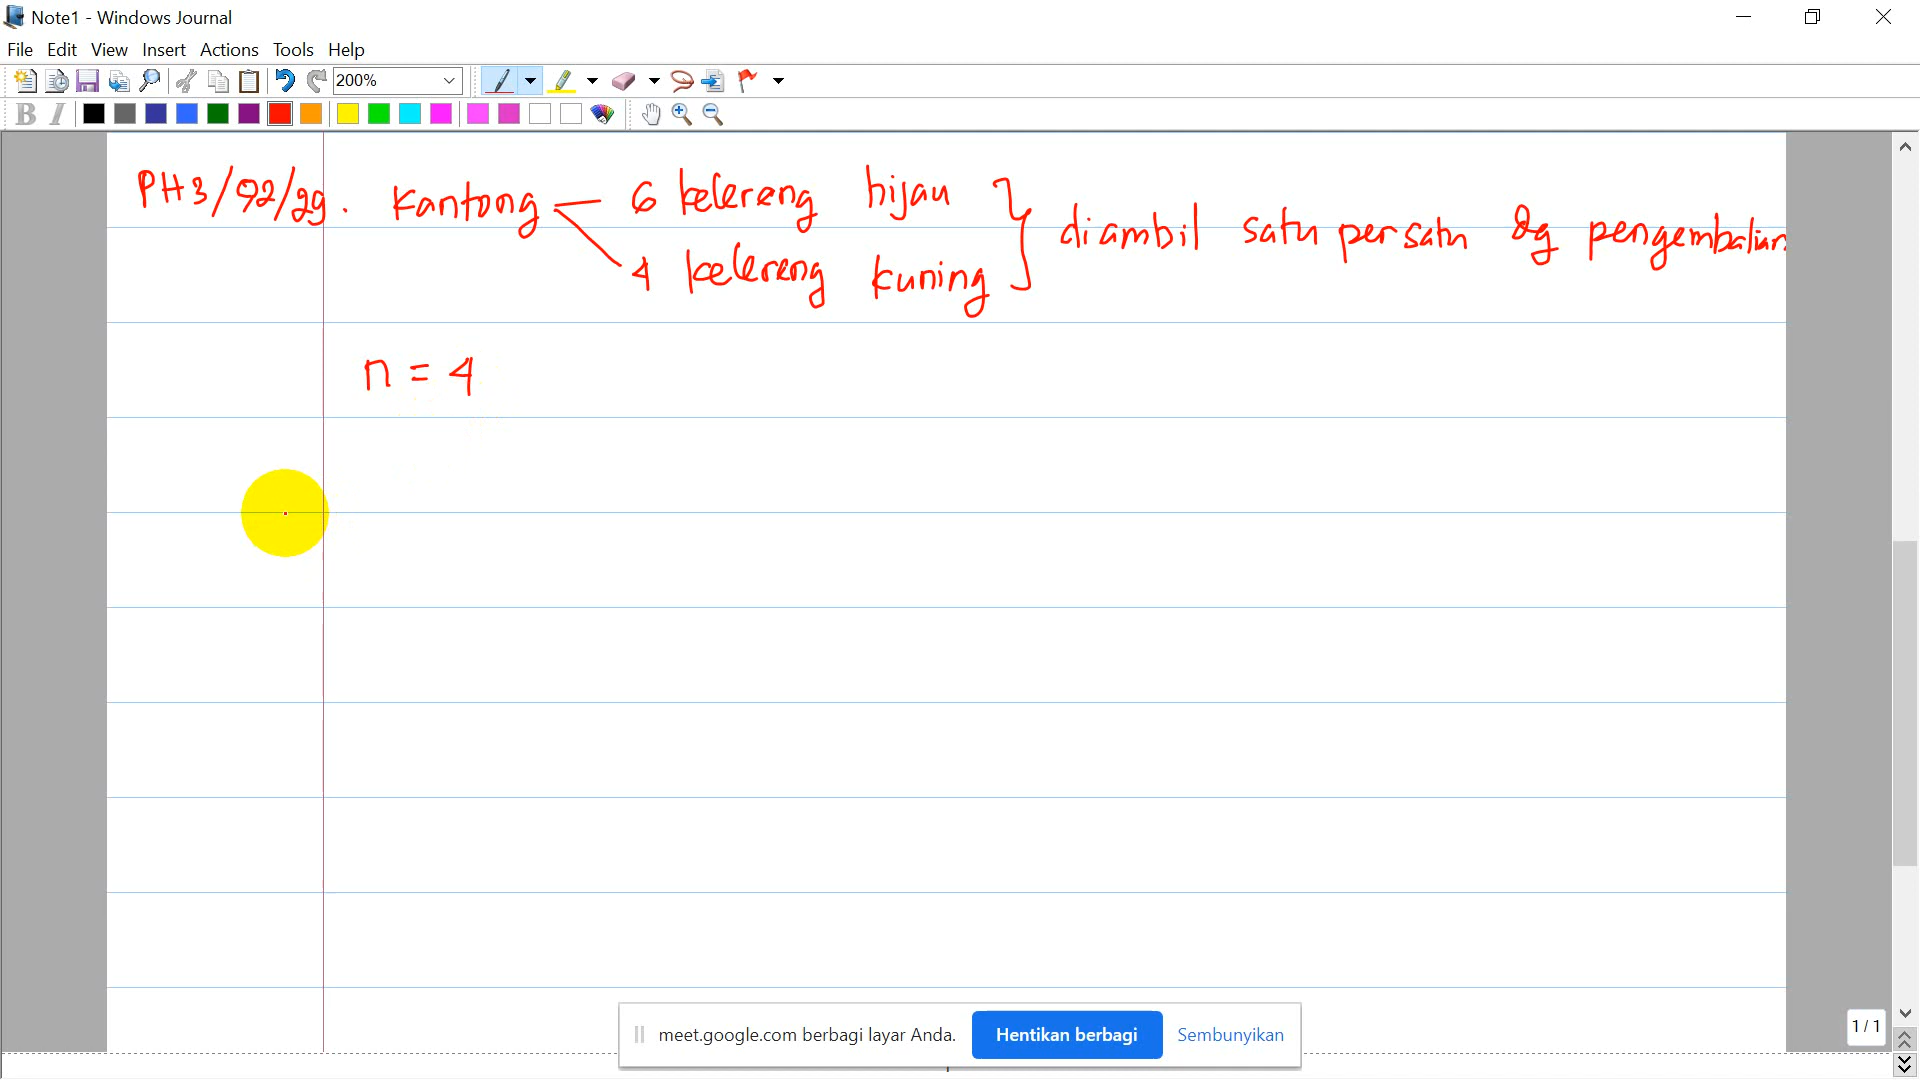 Note1 - Windows Journal
File Edit View Insert Actions Tools Help
200%
B I
PH3/92/29. Kantong 6 kelereng hijau
4 kelereng kuning
diambil satu persatu dg pengembalian
n = 4
meet.google.com berbagi layar Anda. Hentikan berbagi Sembunyikan
1 / 1